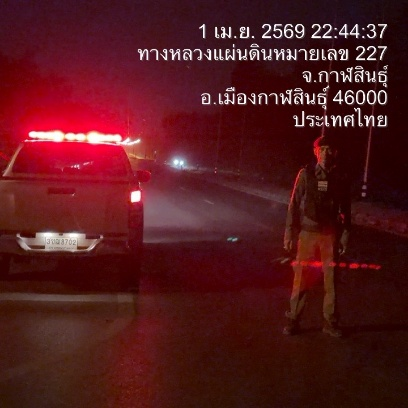 1 เม.ย. 2569 22:44:37
ทางหลวงแผ่นดินหมายเลข 227
จ.กาฬสินธุ์
อ.เมืองกาฬสินธุ์ 46000
ประเทศไทย